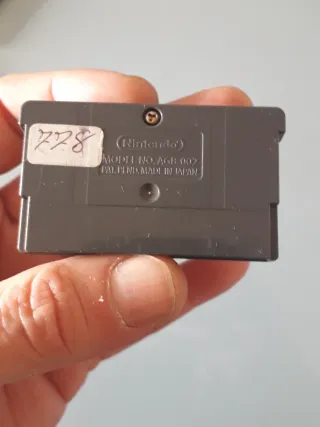 778
Nintendo
MODEL NO. AGB-002
PAT.PEND. MADE IN JAPAN